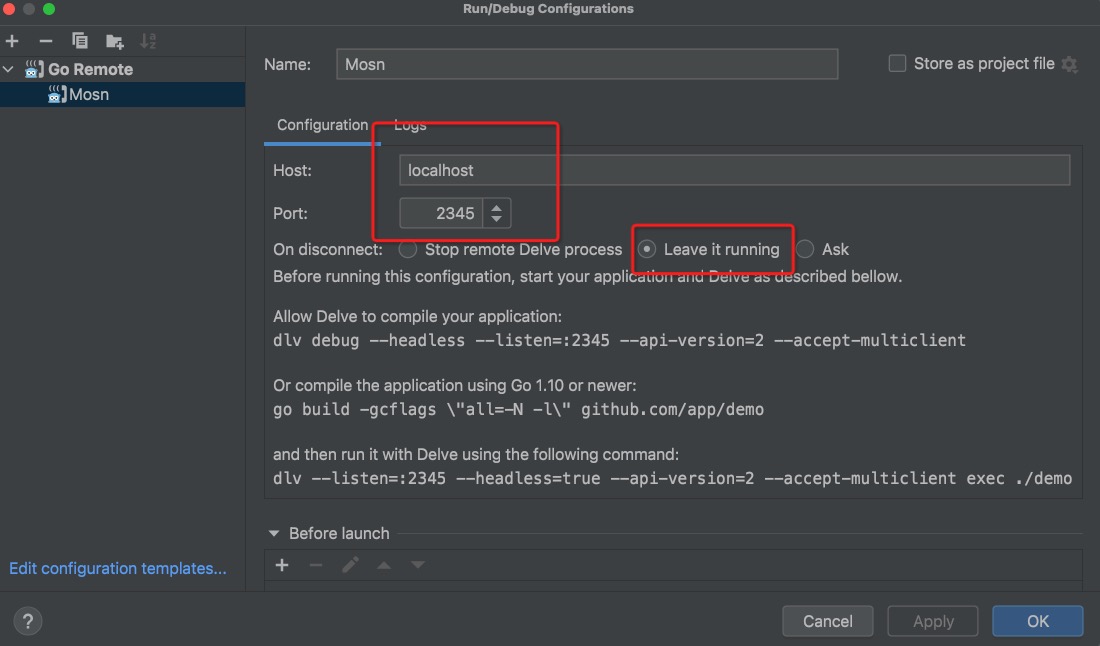 Run/Debug Configurations
Go Remote
Mosn
Name: Mosn Store as project file
Configuration Logs
Host: localhost
Port: 2345
On disconnect: Stop remote Delve process Leave it running Ask
Before running this configuration, start your application and Delve as described bellow.
Allow Delve to compile your application:
dlv debug --headless --listen=:2345 --api-version=2 --accept-multiclient
Or compile the application using Go 1.10 or newer:
go build -gcflags \"all=-N -l\" github.com/app/demo
and then run it with Delve using the following command:
dlv --listen=:2345 --headless=true --api-version=2 --accept-multiclient exec ./demo
Before launch
Edit configuration templates...
? Cancel Apply OK